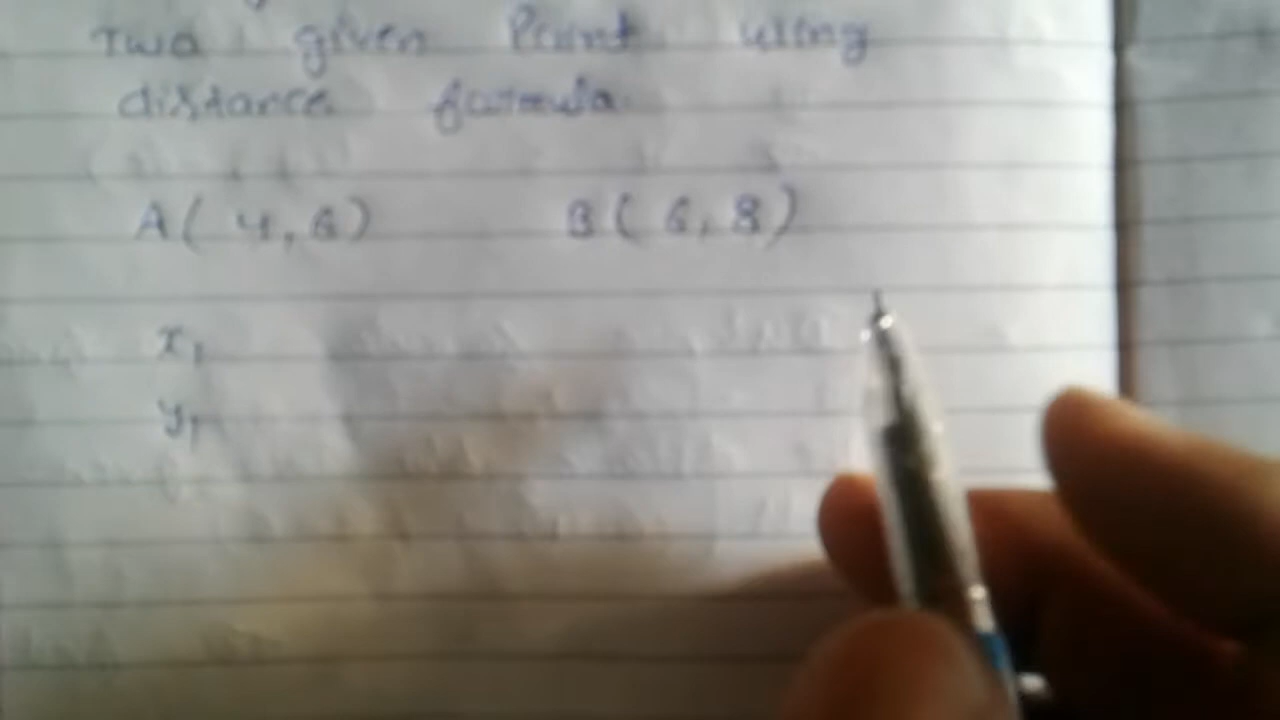 Two given Point using
distance formula.
A( 4,6) B( 6,8)
x1
y1